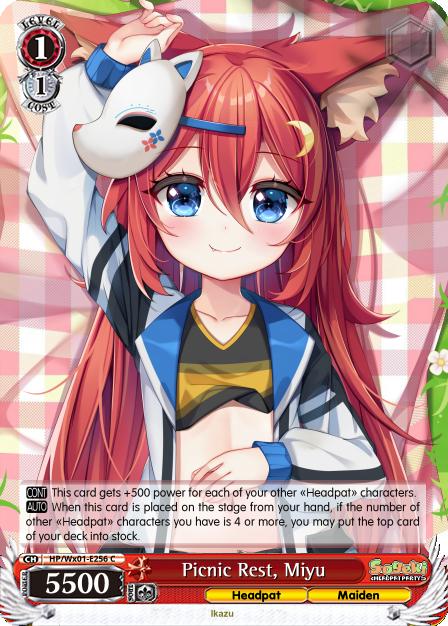 LEVEL
1
1
COST
CONT This card gets +500 power for each of your other «Headpat» characters.
AUTO When this card is placed on the stage from your hand, if the number of
other «Headpat» characters you have is 4 or more, you may put the top card
of your deck into stock.
CH HP/Wx01-E256 C
POWER 5500 SOUL
Picnic Rest, Miyu
Headpat Maiden
HEADPAT PARTY
Ikazu